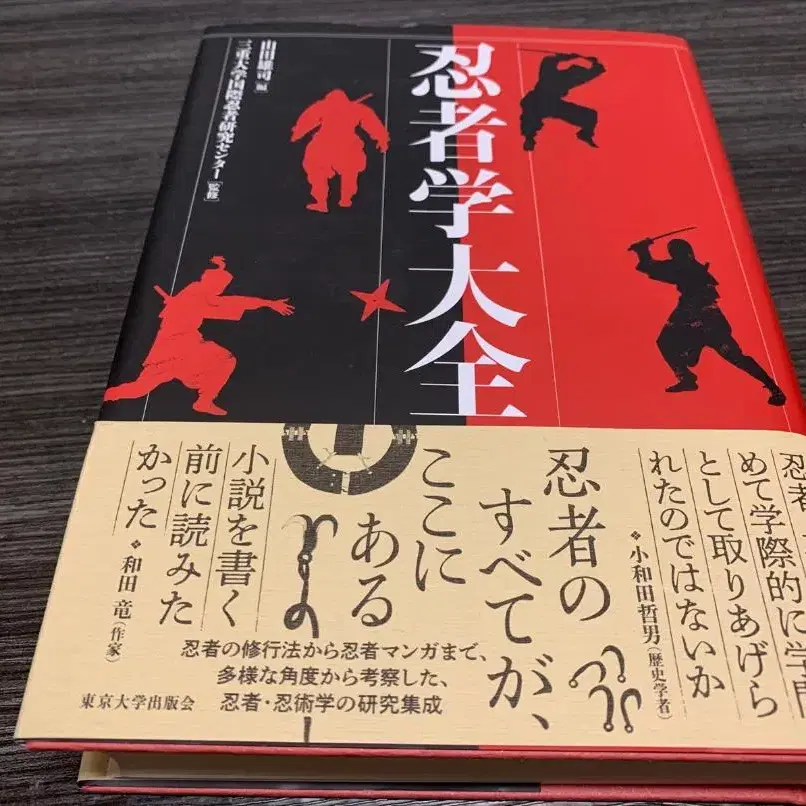 忍者学大全
山田雄司[編]
三重大学国際忍者研究センター[監修]
めて学際的に学
として取りあげら
れたのではないか
❖小和田哲男(歴史学者)
忍者の
すべてが、
ここに
ある
小説を書く
前に読みた
かった
❖和田 竜(作家)
忍者の修行法から忍者マンガまで、
多様な角度から考察した、
忍者・忍術学の研究集成
東京大学出版会